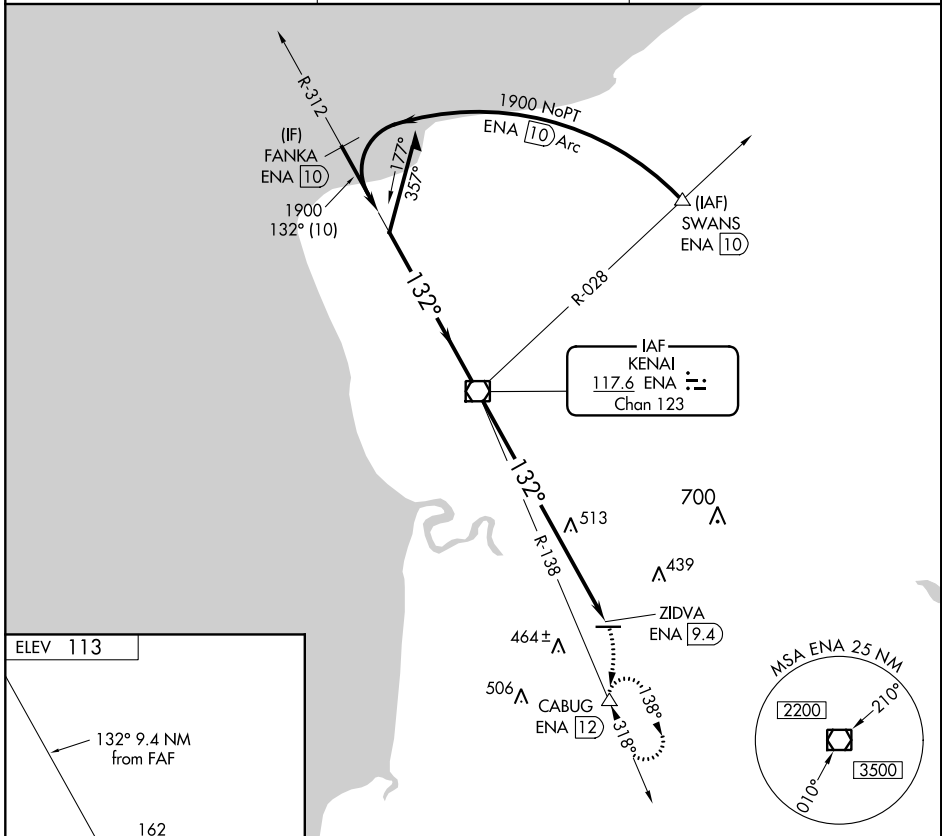 R-312
1900 NoPT
ENA 10 Arc
(IF)
FANKA
ENA 10
177°
357°
1900
132° (10)
(IAF)
SWANS
ENA 10
R-028
132°
IAF
KENAI
117.6 ENA
Chan 123
132°
R-138
513
700
439
ZIDVA
ENA 9.4
464±
506
CABUG
ENA 12
138°
318°
MSA ENA 25 NM
2200
210°
3500
010°
ELEV 113
132° 9.4 NM
from FAF
162